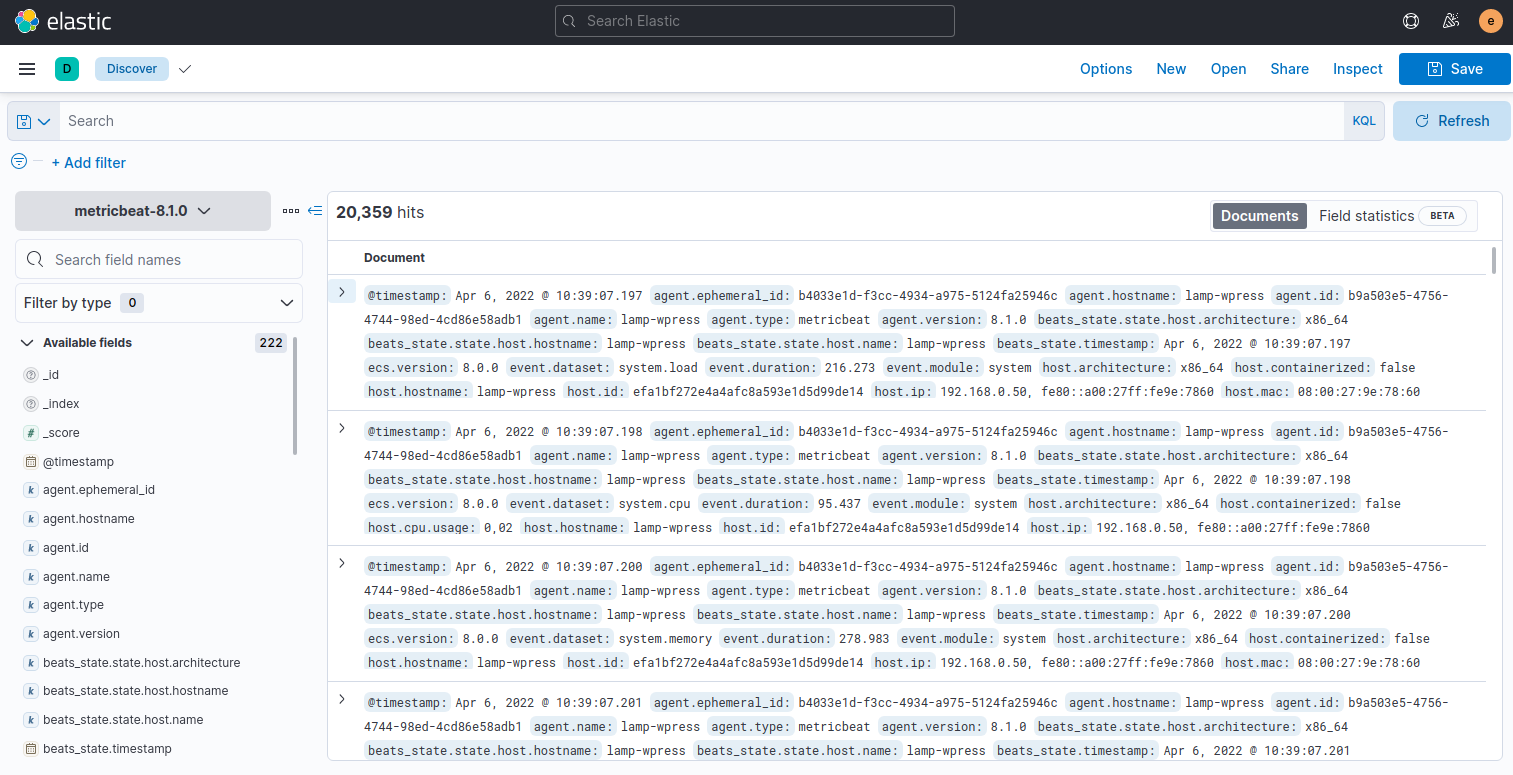 elastic
Search Elastic
e
D
Discover
Options
New
Open
Share
Inspect
Save
Search
KQL
Refresh
+ Add filter
metricbeat-8.1.0
20,359 hits
Documents
Field statistics
BETA
Search field names
Filter by type 0
Available fields 222
_id
_index
# _score
@timestamp
k agent.ephemeral_id
k agent.hostname
k agent.id
k agent.name
k agent.type
k agent.version
k beats_state.state.host.architecture
k beats_state.state.host.hostname
k beats_state.state.host.name
beats_state.timestamp
Document
@timestamp: Apr 6, 2022 @ 10:39:07.197 agent.ephemeral_id: b4033e1d-f3cc-4934-a975-5124fa25946c agent.hostname: lamp-wpress agent.id: b9a503e5-4756-
4744-98ed-4cd86e58adb1 agent.name: lamp-wpress agent.type: metricbeat agent.version: 8.1.0 beats_state.state.host.architecture: x86_64
beats_state.state.host.hostname: lamp-wpress beats_state.state.host.name: lamp-wpress beats_state.timestamp: Apr 6, 2022 @ 10:39:07.197
ecs.version: 8.0.0 event.dataset: system.load event.duration: 216.273 event.module: system host.architecture: x86_64 host.containerized: false
host.hostname: lamp-wpress host.id: efa1bf272e4a4afc8a593e1d5d99de14 host.ip: 192.168.0.50, fe80::a00:27ff:fe9e:7860 host.mac: 08:00:27:9e:78:60
@timestamp: Apr 6, 2022 @ 10:39:07.198 agent.ephemeral_id: b4033e1d-f3cc-4934-a975-5124fa25946c agent.hostname: lamp-wpress agent.id: b9a503e5-4756-
4744-98ed-4cd86e58adb1 agent.name: lamp-wpress agent.type: metricbeat agent.version: 8.1.0 beats_state.state.host.architecture: x86_64
beats_state.state.host.hostname: lamp-wpress beats_state.state.host.name: lamp-wpress beats_state.timestamp: Apr 6, 2022 @ 10:39:07.198
ecs.version: 8.0.0 event.dataset: system.cpu event.duration: 95.437 event.module: system host.architecture: x86_64 host.containerized: false
host.cpu.usage: 0,02 host.hostname: lamp-wpress host.id: efa1bf272e4a4afc8a593e1d5d99de14 host.ip: 192.168.0.50, fe80::a00:27ff:fe9e:7860
@timestamp: Apr 6, 2022 @ 10:39:07.200 agent.ephemeral_id: b4033e1d-f3cc-4934-a975-5124fa25946c agent.hostname: lamp-wpress agent.id: b9a503e5-4756-
4744-98ed-4cd86e58adb1 agent.name: lamp-wpress agent.type: metricbeat agent.version: 8.1.0 beats_state.state.host.architecture: x86_64
beats_state.state.host.hostname: lamp-wpress beats_state.state.host.name: lamp-wpress beats_state.timestamp: Apr 6, 2022 @ 10:39:07.200
ecs.version: 8.0.0 event.dataset: system.memory event.duration: 278.983 event.module: system host.architecture: x86_64 host.containerized: false
host.hostname: lamp-wpress host.id: efa1bf272e4a4afc8a593e1d5d99de14 host.ip: 192.168.0.50, fe80::a00:27ff:fe9e:7860 host.mac: 08:00:27:9e:78:60
@timestamp: Apr 6, 2022 @ 10:39:07.201 agent.ephemeral_id: b4033e1d-f3cc-4934-a975-5124fa25946c agent.hostname: lamp-wpress agent.id: b9a503e5-4756-
4744-98ed-4cd86e58adb1 agent.name: lamp-wpress agent.type: metricbeat agent.version: 8.1.0 beats_state.state.host.architecture: x86_64
beats_state.state.host.hostname: lamp-wpress beats_state.state.host.name: lamp-wpress beats_state.timestamp: Apr 6, 2022 @ 10:39:07.201